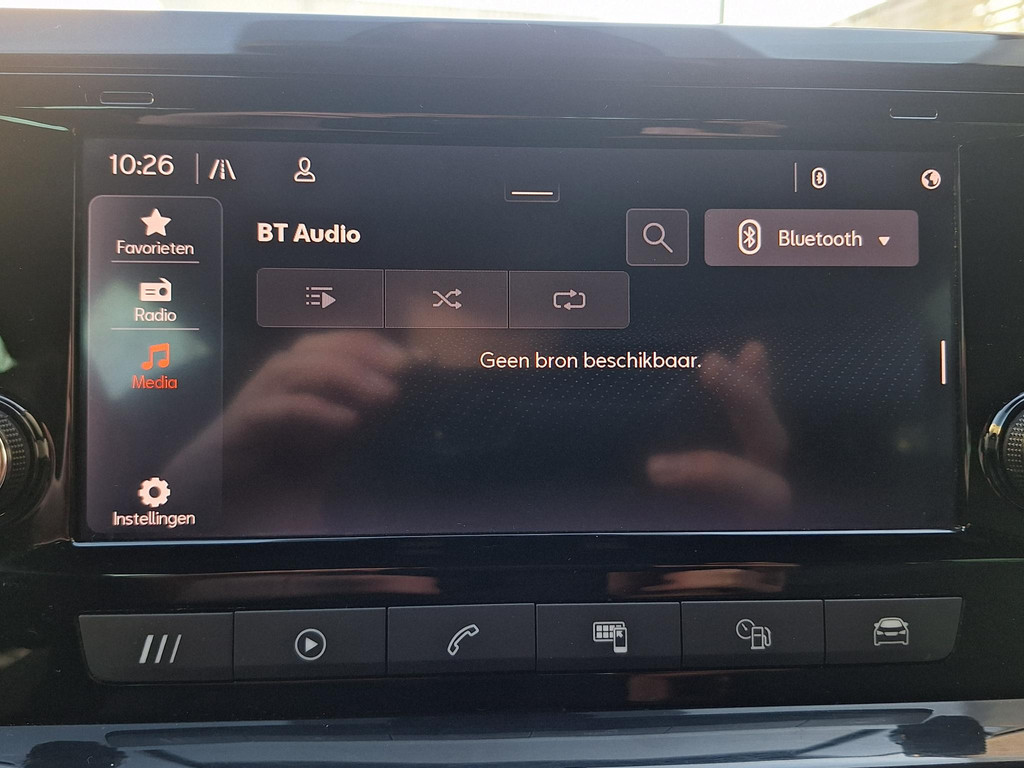 10:26
Favorieten
BT Audio
Bluetooth
Radio
Geen bron beschikbaar.
Media
Instellingen